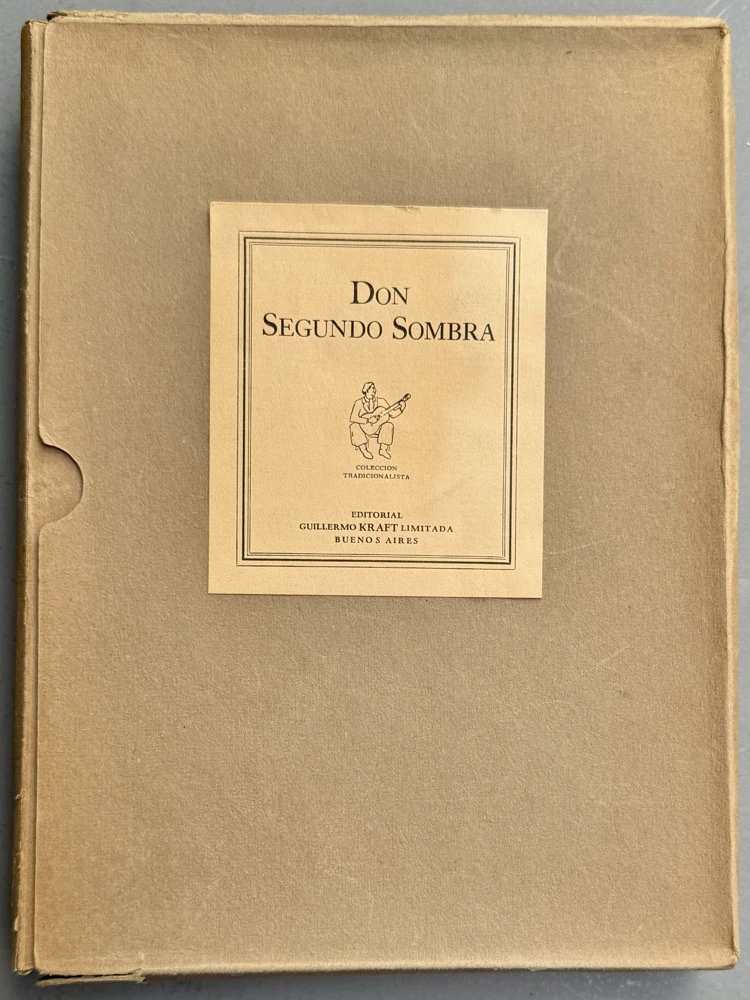 DON
SEGUNDO SOMBRA
COLECCION
TRADICIONALISTA
EDITORIAL
GUILLERMO KRAFT LIMITADA
BUENOS AIRES